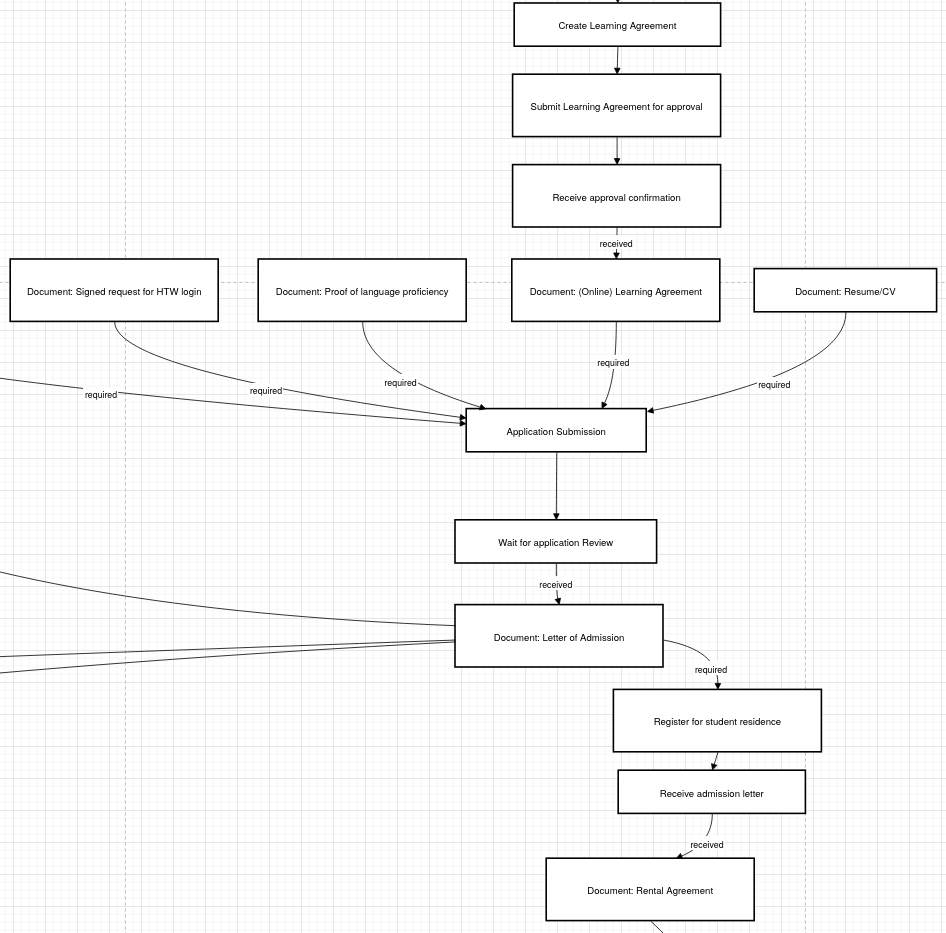 Create Learning Agreement
Submit Learning Agreement for approval
Receive approval confirmation
received
Document: Signed request for HTW login
Document: Proof of language proficiency
Document: (Online) Learning Agreement
Document: Resume/CV
required
required
required
required
required
Application Submission
Wait for application Review
received
Document: Letter of Admission
required
Register for student residence
Receive admission letter
received
Document: Rental Agreement